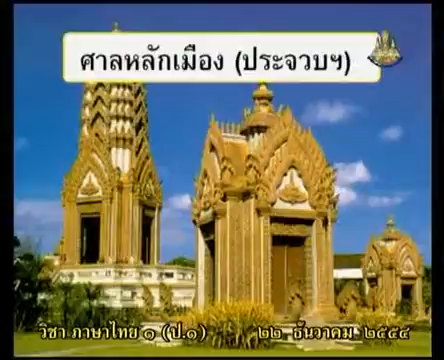 ศาลหลักเมือง (ประจวบฯ)
วิชา ภาษาไทย ๑ (ป.๑)
๒๒ ธันวาคม ๒๕๕๔